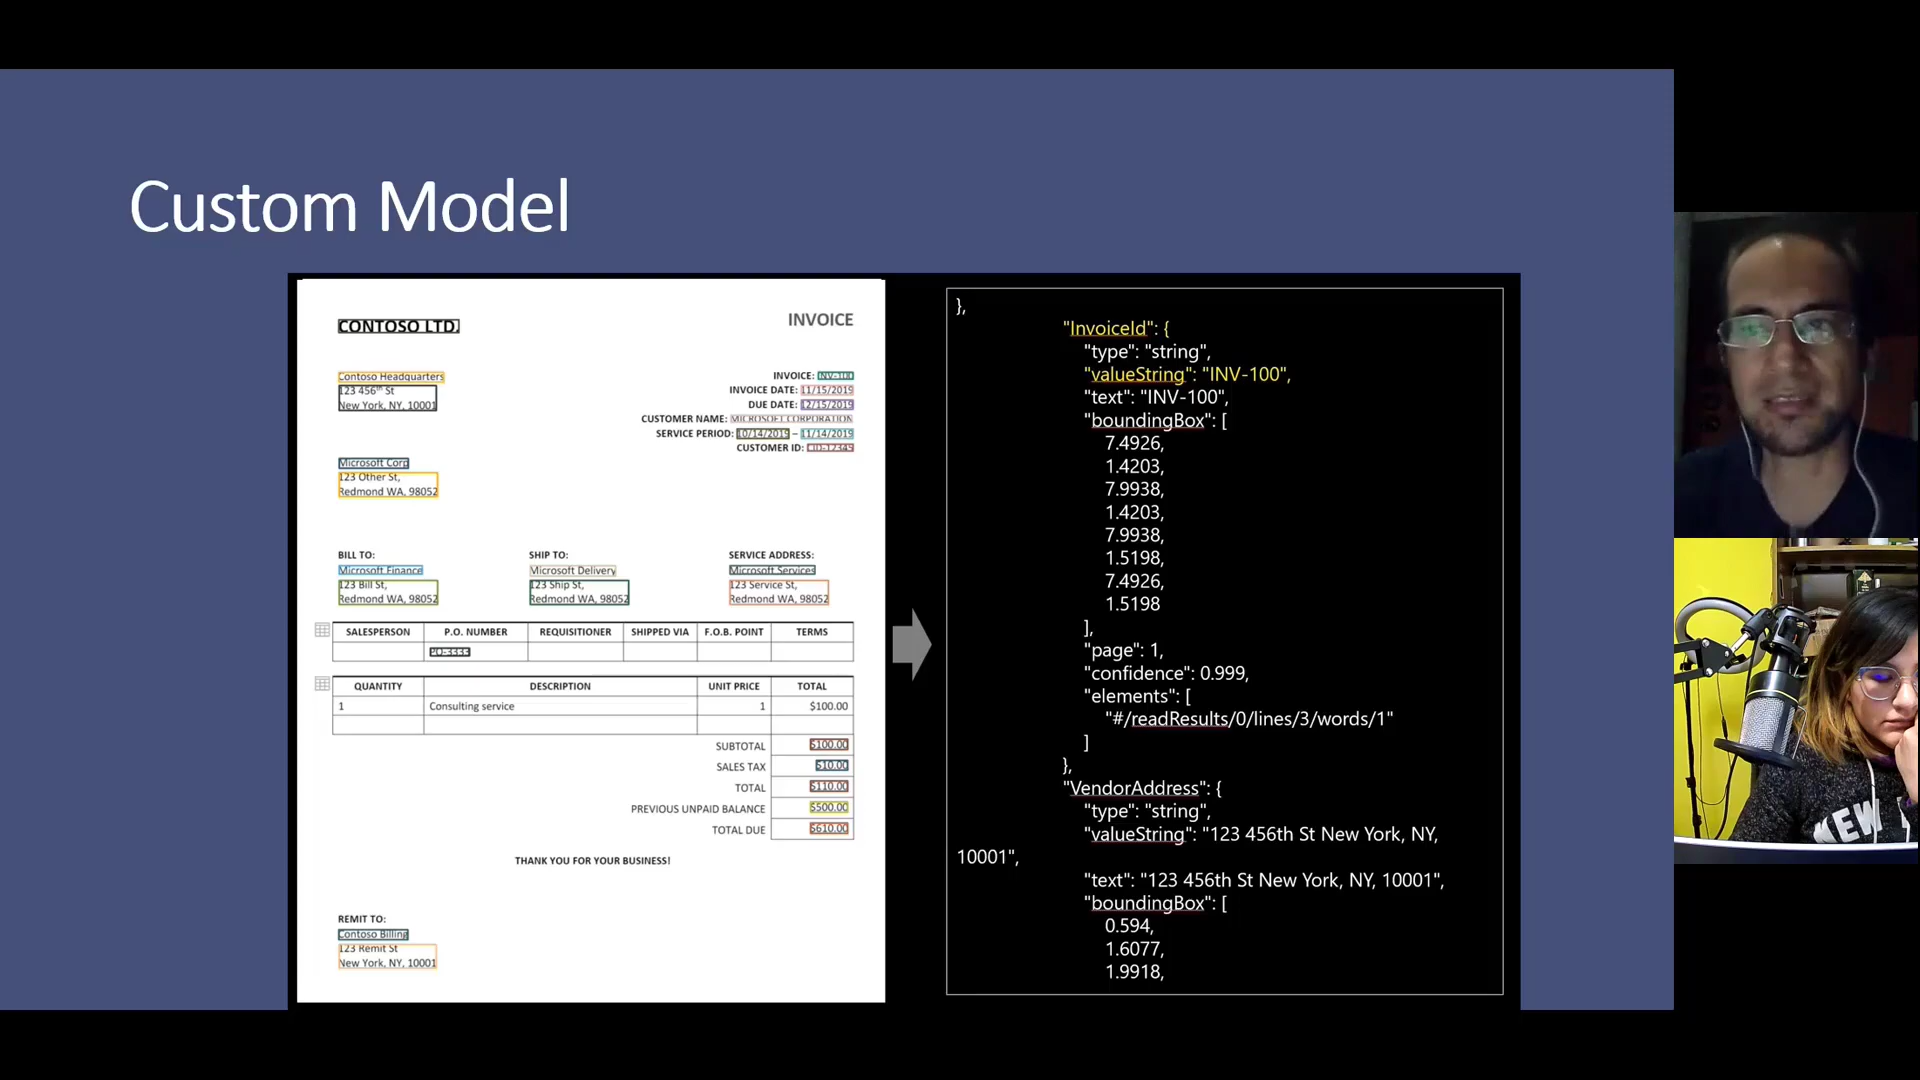 Custom Model
CONTOSO LTD.
INVOICE
Contoso Headquarters
123 456th St
New York, NY, 10001
INVOICE: INV-100
INVOICE DATE: 11/15/2019
DUE DATE: 12/15/2019
CUSTOMER NAME: MICROSOFT CORPORATION
SERVICE PERIOD: 10/14/2019 – 11/14/2019
CUSTOMER ID: CID-12345
Microsoft Corp
123 Other St,
Redmond WA, 98052
BILL TO:
Microsoft Finance
123 Bill St,
Redmond WA, 98052
SHIP TO:
Microsoft Delivery
123 Ship St,
Redmond WA, 98052
SERVICE ADDRESS:
Microsoft Services
123 Service St,
Redmond WA, 98052
SALESPERSON P.O. NUMBER REQUISITIONER SHIPPED VIA F.O.B. POINT TERMS
PO-3333
QUANTITY DESCRIPTION UNIT PRICE TOTAL
1 Consulting service 1 $100.00
SUBTOTAL $100.00
SALES TAX $10.00
TOTAL $110.00
PREVIOUS UNPAID BALANCE $500.00
TOTAL DUE $610.00
THANK YOU FOR YOUR BUSINESS!
REMIT TO:
Contoso Billing
123 Remit St
New York, NY, 10001
},
"InvoiceId": {
"type": "string",
"valueString": "INV-100",
"text": "INV-100",
"boundingBox": [
7.4926,
1.4203,
7.9938,
1.4203,
7.9938,
1.5198,
7.4926,
1.5198
],
"page": 1,
"confidence": 0.999,
"elements": [
"#/readResults/0/lines/3/words/1"
]
},
"VendorAddress": {
"type": "string",
"valueString": "123 456th St New York, NY,
10001",
"text": "123 456th St New York, NY, 10001",
"boundingBox": [
0.594,
1.6077,
1.9918,
NEW